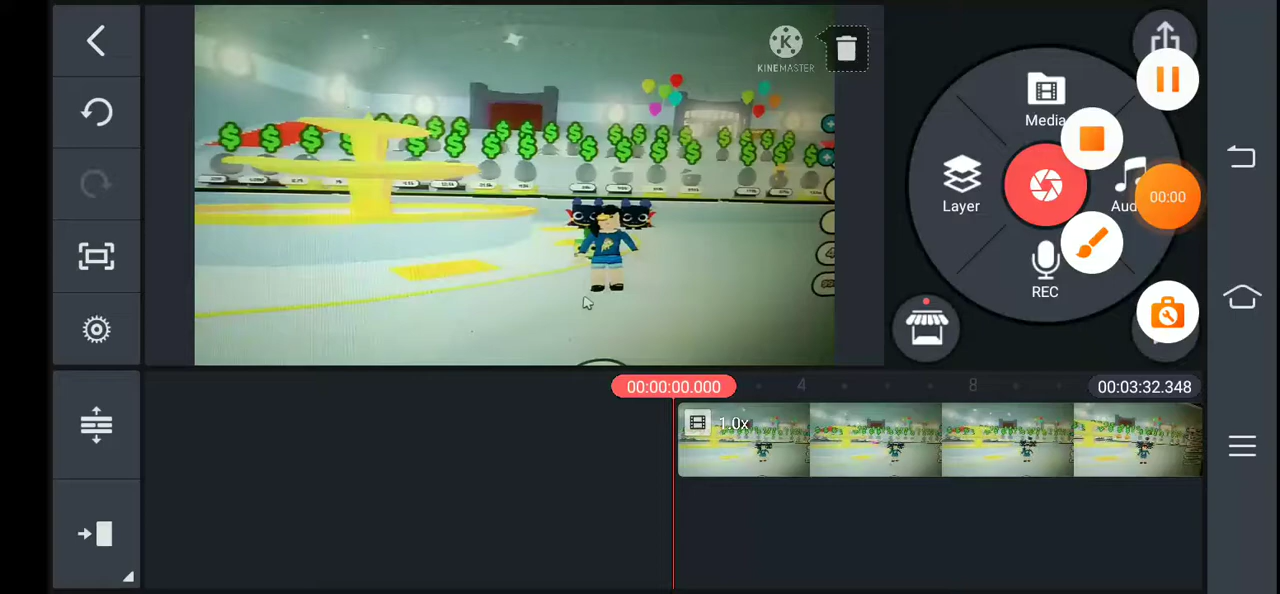 KINEMASTER
Media
Layer
Aud
00:00
REC
00:00:00.000
4
8
00:03:32.348
1.0x